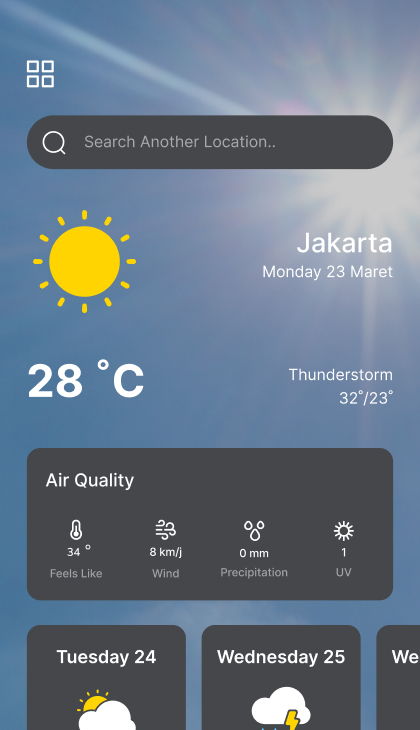 Search Another Location..
Jakarta
Monday 23 Maret
28 °C
Thunderstorm
32°/23°
Air Quality
34 °
8 km/j
0 mm
1
Feels Like
Wind
Precipitation
UV
Tuesday 24
Wednesday 25
We